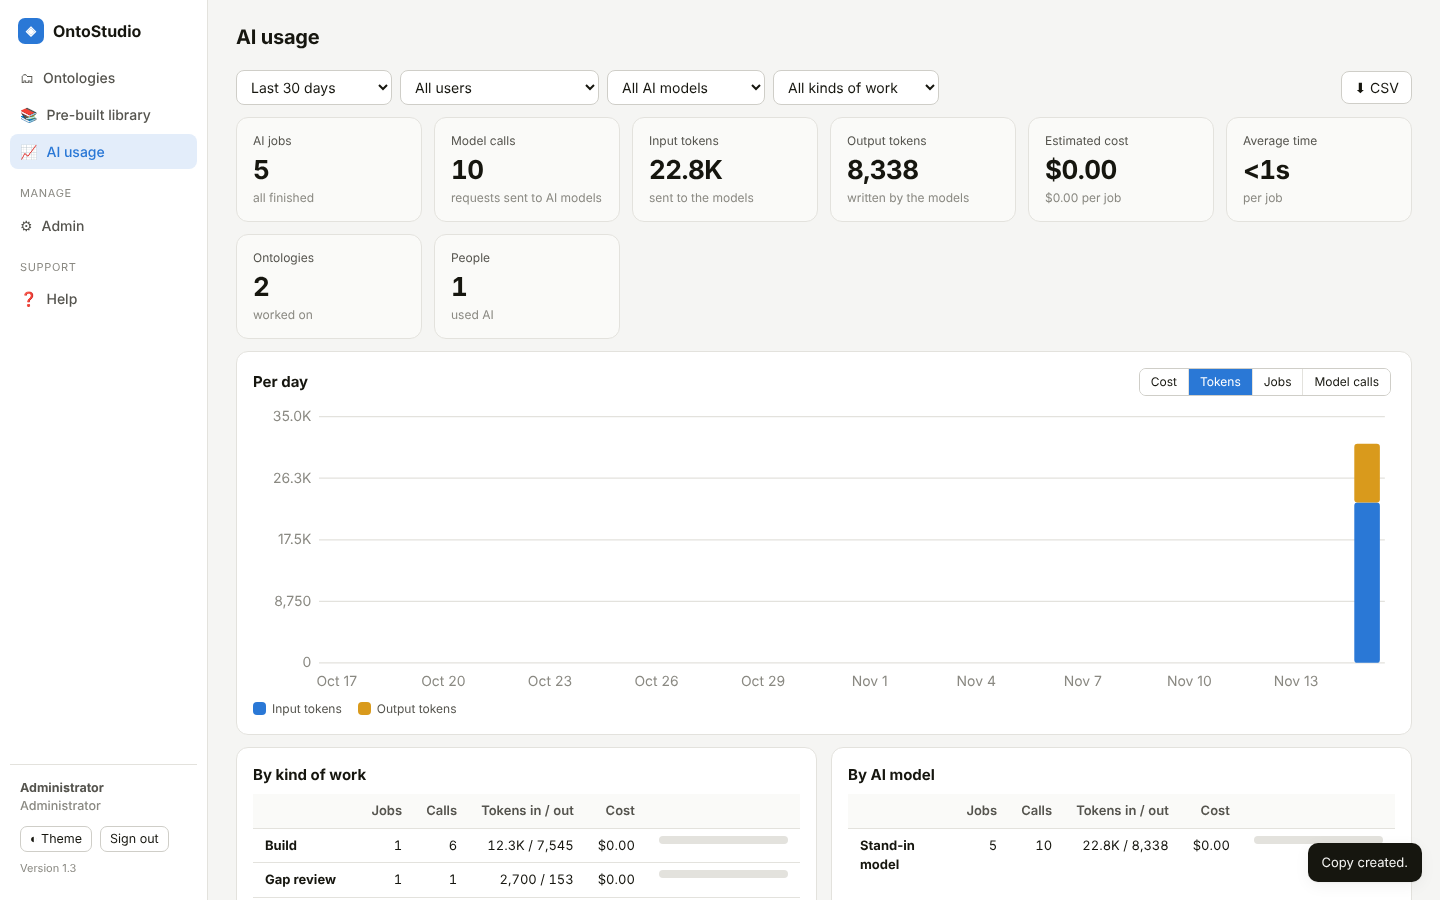 OntoStudio
Ontologies
Pre-built library
AI usage
MANAGE
Admin
SUPPORT
Help
Administrator
Administrator
Theme
Sign out
Version 1.3
AI usage
Last 30 days
All users
All AI models
All kinds of work
⬇ CSV
AI jobs
5
all finished
Model calls
10
requests sent to AI models
Input tokens
22.8K
sent to the models
Output tokens
8,338
written by the models
Estimated cost
$0.00
$0.00 per job
Average time
<1s
per job
Ontologies
2
worked on
People
1
used AI
Per day
Cost Tokens Jobs Model calls
35.0K
26.3K
17.5K
8,750
0
Oct 17 Oct 20 Oct 23 Oct 26 Oct 29 Nov 1 Nov 4 Nov 7 Nov 10 Nov 13
Input tokens Output tokens
By kind of work
Jobs Calls Tokens in / out Cost
Build 1 6 12.3K / 7,545 $0.00
Gap review 1 1 2,700 / 153 $0.00
By AI model
Jobs Calls Tokens in / out Cost
Stand-in 5 10 22.8K / 8,338 $0.00
model
Copy created.